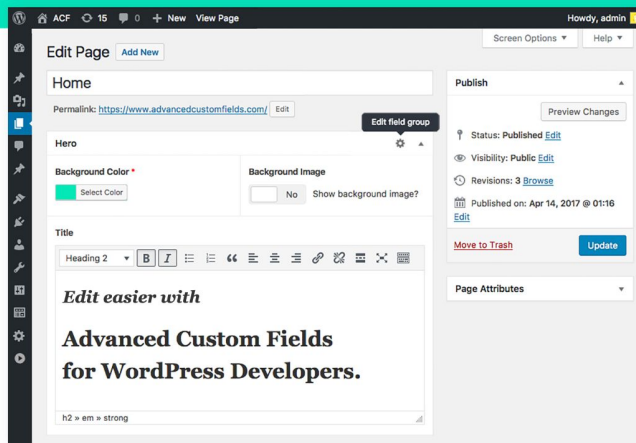 ACF 15 0 + New View Page Howdy, admin
Screen Options ▼ Help ▼
Edit Page Add New
Home
Permalink: https://www.advancedcustomfields.com/ Edit
Edit field group
Hero
Background Color *
Select Color
Background Image
No Show background image?
Title
Heading 2 ▼ B I
Edit easier with
Advanced Custom Fields
for WordPress Developers.
h2 » em » strong
Publish
Preview Changes
Status: Published Edit
Visibility: Public Edit
Revisions: 3 Browse
Published on: Apr 14, 2017 @ 01:16
Edit
Move to Trash Update
Page Attributes